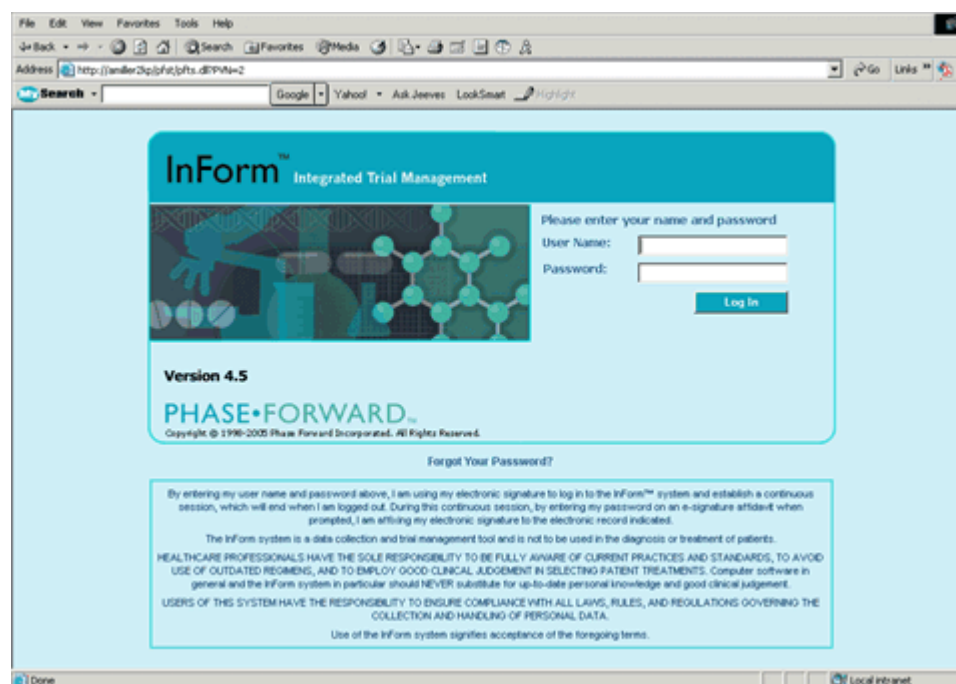 File Edit View Favorites Tools Help
Back Search Favorites Media
Address http://amiller2kp/pfst/pfts.dll?PVN=2 Go Links »
Search Google Yahoo! Ask Jeeves LookSmart Highlight
InForm™ Integrated Trial Management
Please enter your name and password
User Name:
Password:
Log In
Version 4.5
PHASE•FORWARD™
Copyright © 1998-2005 Phase Forward Incorporated. All Rights Reserved.
Forgot Your Password?
By entering my user name and password above, I am using my electronic signature to log in to the InForm™ system and establish a continuous
session, which will end when I am logged out. During this continuous session, by entering my password on an e-signature affidavit when
prompted, I am affixing my electronic signature to the electronic record indicated.
The InForm system is a data collection and trial management tool and is not to be used in the diagnosis or treatment of patients.
HEALTHCARE PROFESSIONALS HAVE THE SOLE RESPONSIBILITY TO BE FULLY AWARE OF CURRENT PRACTICES AND STANDARDS, TO AVOID
USE OF OUTDATED REGIMENS, AND TO EMPLOY GOOD CLINICAL JUDGEMENT IN SELECTING PATIENT TREATMENTS. Computer software in
general and the InForm system in particular should NEVER substitute for up-to-date personal knowledge and good clinical judgement.
USERS OF THIS SYSTEM HAVE THE RESPONSIBILITY TO ENSURE COMPLIANCE WITH ALL LAWS, RULES, AND REGULATIONS GOVERNING THE
COLLECTION AND HANDLING OF PERSONAL DATA.
Use of the InForm system signifies acceptance of the foregoing terms.
Done Local intranet